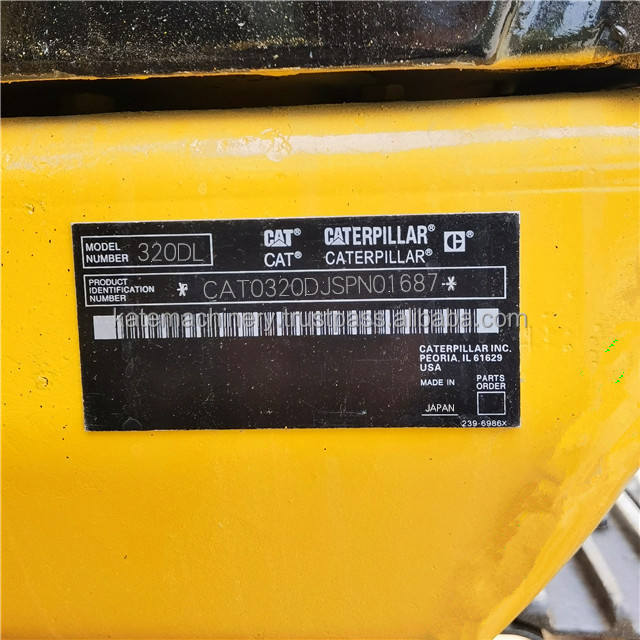 MODEL NUMBER 320DL
CAT® CATERPILLAR® C
CAT® CATERPILLAR®
PRODUCT IDENTIFICATION NUMBER *CAT0320DJSPN01687*
katemachinery.trustpass.alibaba.com
CATERPILLAR INC.
PEORIA, IL 61629
USA
MADE IN
JAPAN
PARTS ORDER
239-6986X